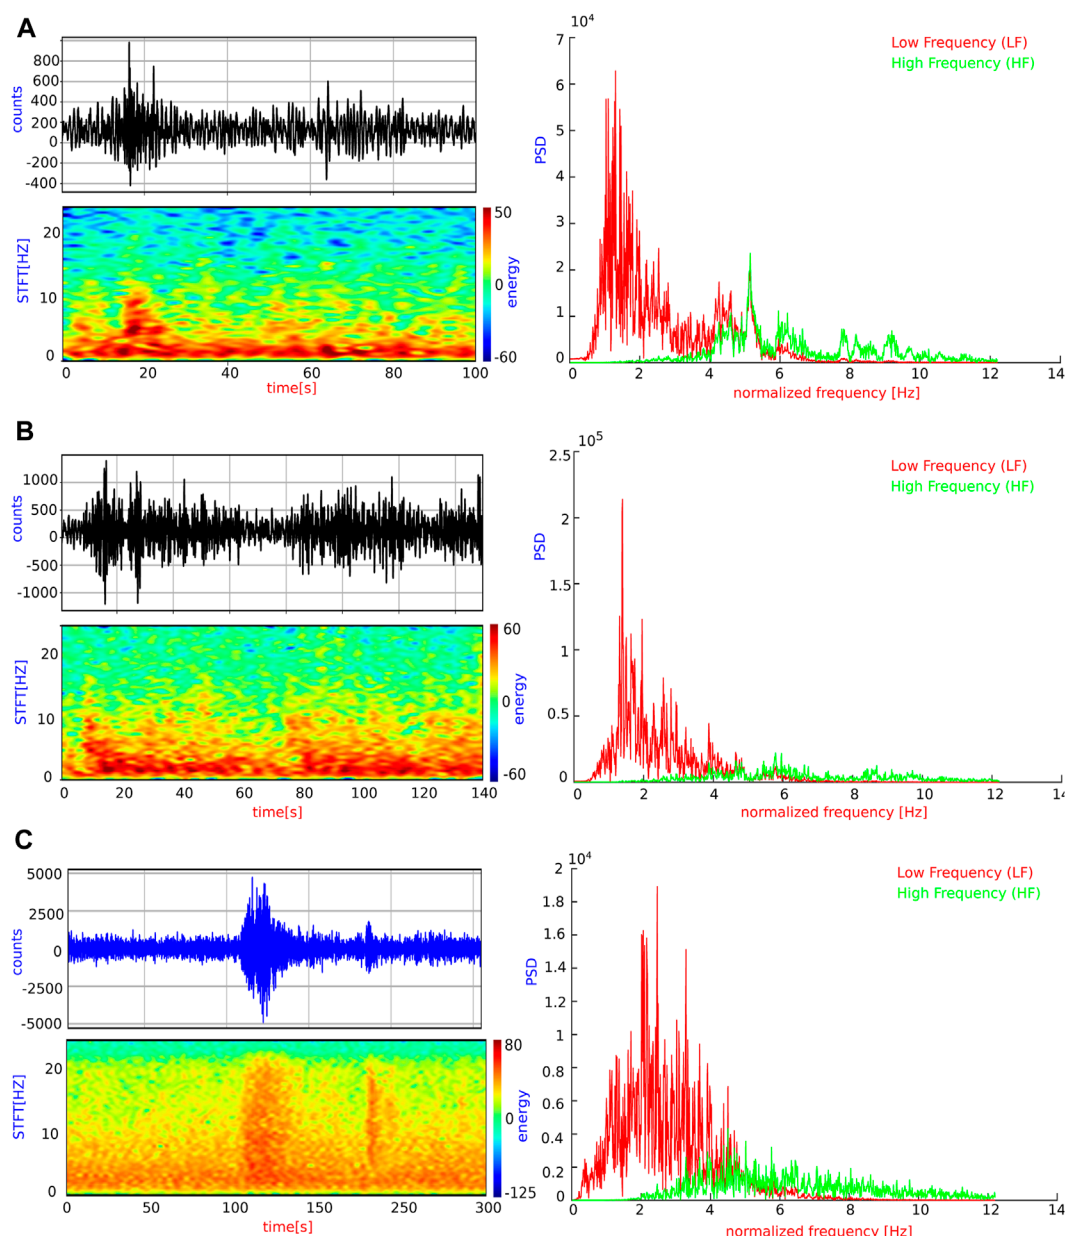 A
counts
800
600
400
200
0
-200
-400
STFT[HZ]
20
10
0
0 20 40 60 80 100
time[s]
50
0
-60
energy
10⁴
7
6
5
4
3
2
1
0
PSD
Low Frequency (LF)
High Frequency (HF)
0 2 4 6 8 10 12 14
normalized frequency [Hz]
B
counts
1000
500
0
-500
-1000
STFT[HZ]
20
10
0
0 20 40 60 80 100 120 140
time[s]
60
0
-60
energy
10⁵
2.5
2
1.5
1
0.5
0
PSD
Low Frequency (LF)
High Frequency (HF)
0 2 4 6 8 10 12 14
normalized frequency [Hz]
C
counts
5000
2500
0
-2500
-5000
STFT[HZ]
20
10
0
0 50 100 150 200 250 300
time[s]
80
0
-125
energy
10⁴
2
1.8
1.6
1.4
1.2
1
0.8
0.6
0.4
0.2
0
PSD
Low Frequency (LF)
High Frequency (HF)
0 2 4 6 8 10 12 14
normalized frequency [Hz]